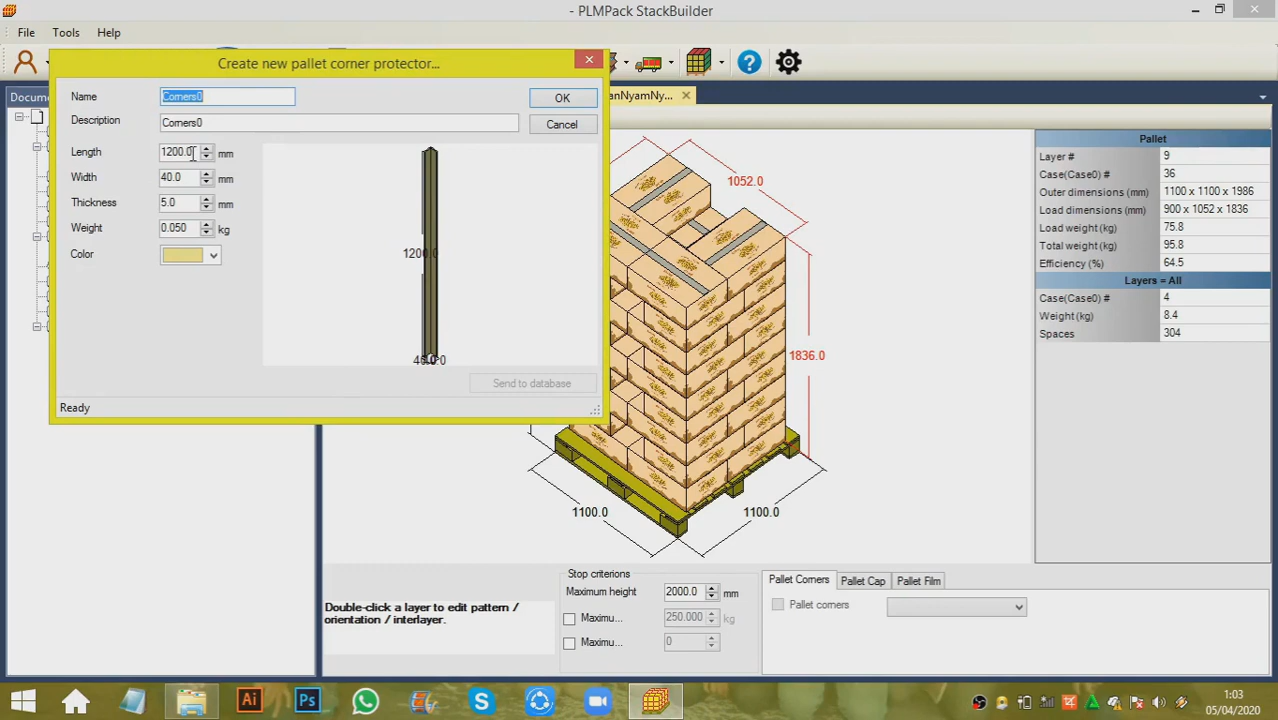 - PLMPack StackBuilder
File Tools Help
Create new pallet corner protector...
Name Corners0 OK
Description Corners0 Cancel
Length 1200.0 mm
Width 40.0 mm
Thickness 5.0 mm
Weight 0.050 kg
Color
1200.0
40.0
Send to database
Ready
1052.0
1836.0
1100.0 1100.0
Pallet
Layer # 9
Case(Case0) # 36
Outer dimensions (mm) 1100 x 1100 x 1986
Load dimensions (mm) 900 x 1052 x 1836
Load weight (kg) 75.8
Total weight (kg) 95.8
Efficiency (%) 64.5
Layers = All
Case(Case0) # 4
Weight (kg) 8.4
Spaces 304
Double-click a layer to edit pattern /
orientation / interlayer.
Stop criterions
Maximum height 2000.0 mm
Maximu... 250.000 kg
Maximu... 0
Pallet Corners Pallet Cap Pallet Film
Pallet corners
Ai Ps
1:03
05/04/2020